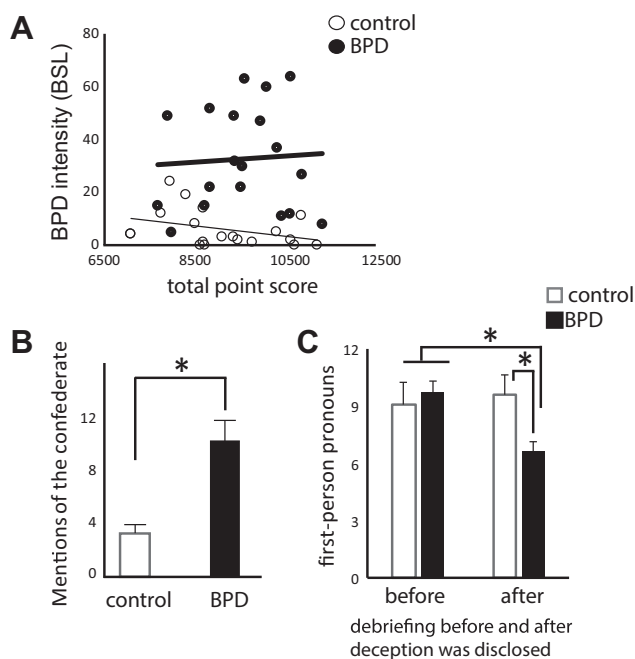 A
control
BPD
BPD intensity (BSL)
80
60
40
20
0
6500
8500
10500
12500
total point score
B
Mentions of the confederate
12
8
4
0
*
control
BPD
C
control
BPD
first-person pronouns
12
9
6
3
0
*
*
before
after
debriefing before and after
deception was disclosed